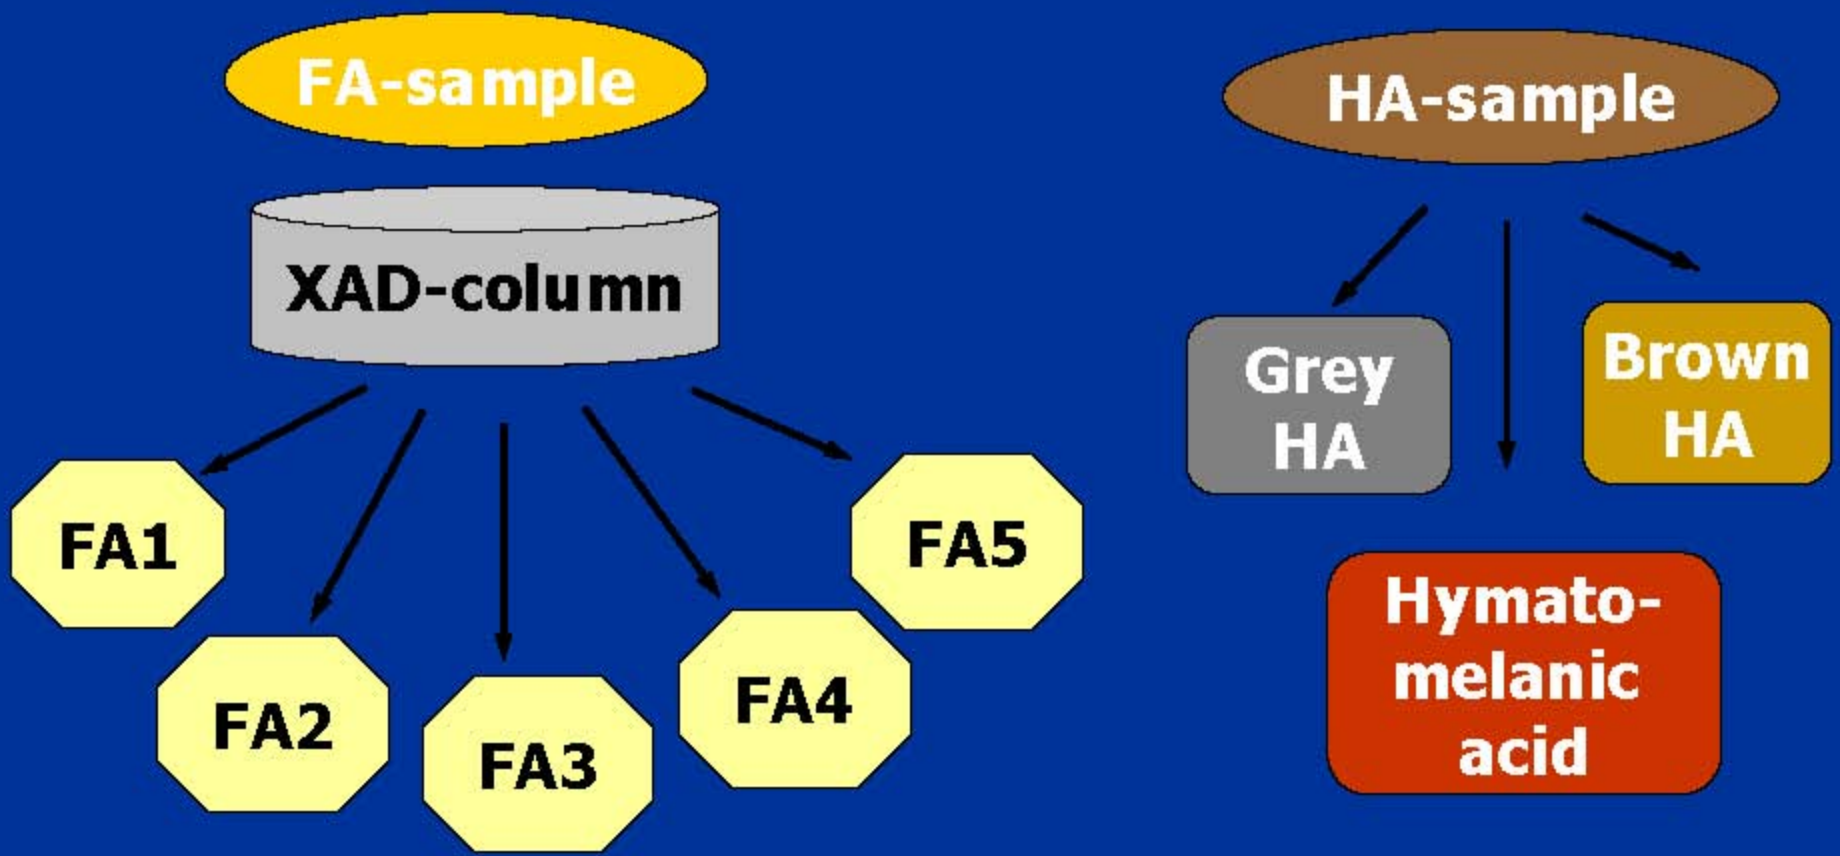 FA-sample
XAD-column
FA1
FA2
FA3
FA4
FA5
HA-sample
Grey
HA
Brown
HA
Hymato-
melanic
acid